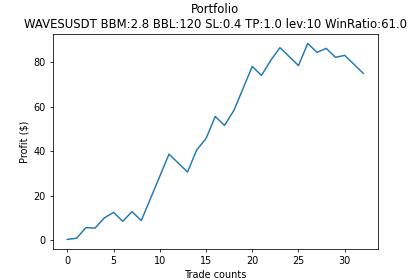 Portfolio
WAVESUSDT BBM:2.8 BBL:120 SL:0.4 TP:1.0 lev:10 WinRatio:61.0
80
60
40
20
0
Profit ($)
0 5 10 15 20 25 30
Trade counts